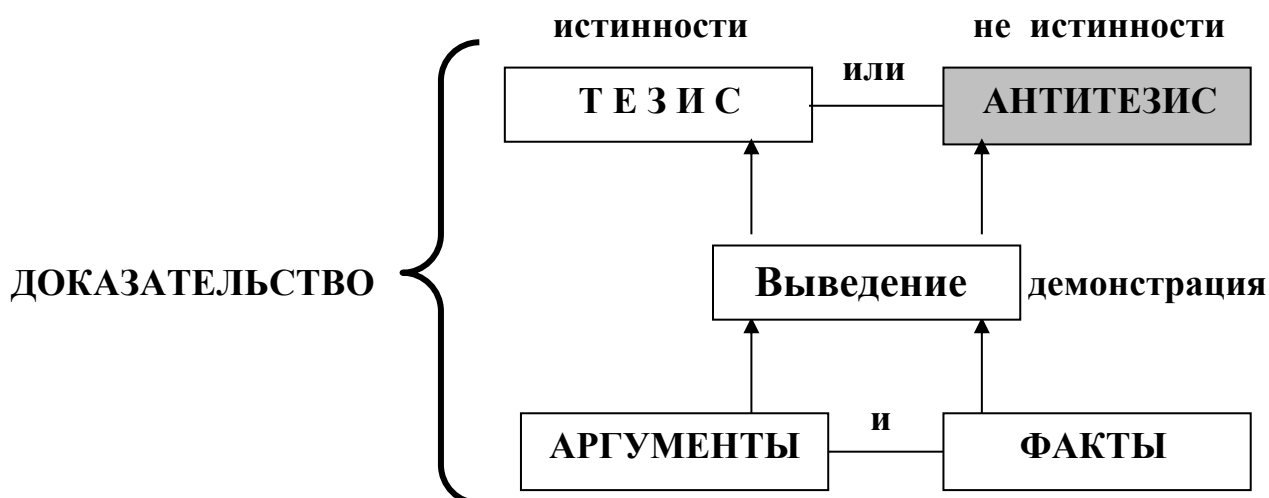 истинности не истинности
Т Е З И С или АНТИТЕЗИС
ДОКАЗАТЕЛЬСТВО Выведение демонстрация
АРГУМЕНТЫ и ФАКТЫ